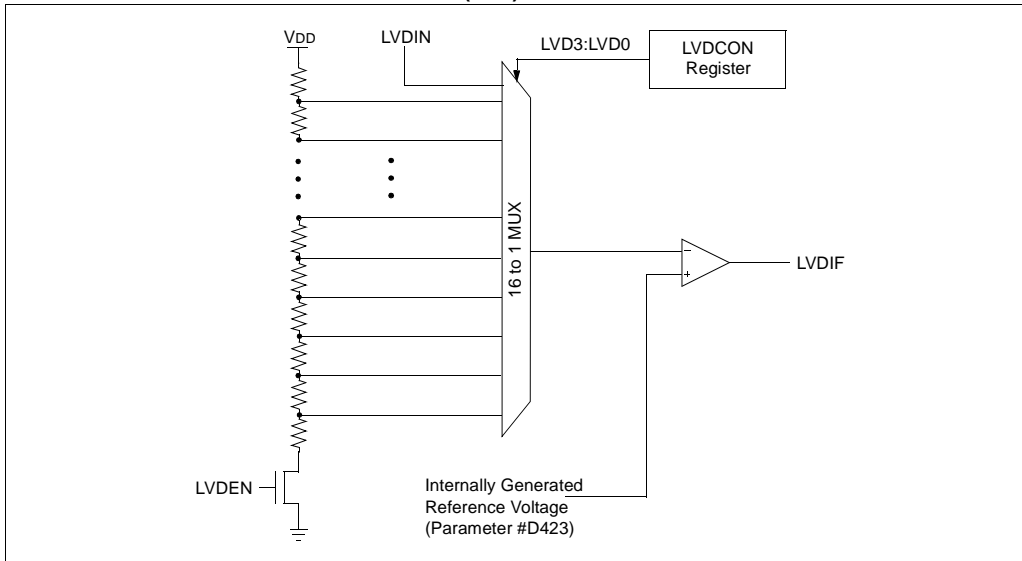 VDD
LVDIN
LVD3:LVD0
LVDCON
Register
16 to 1 MUX
–
+
LVDIF
LVDEN
Internally Generated
Reference Voltage
(Parameter #D423)